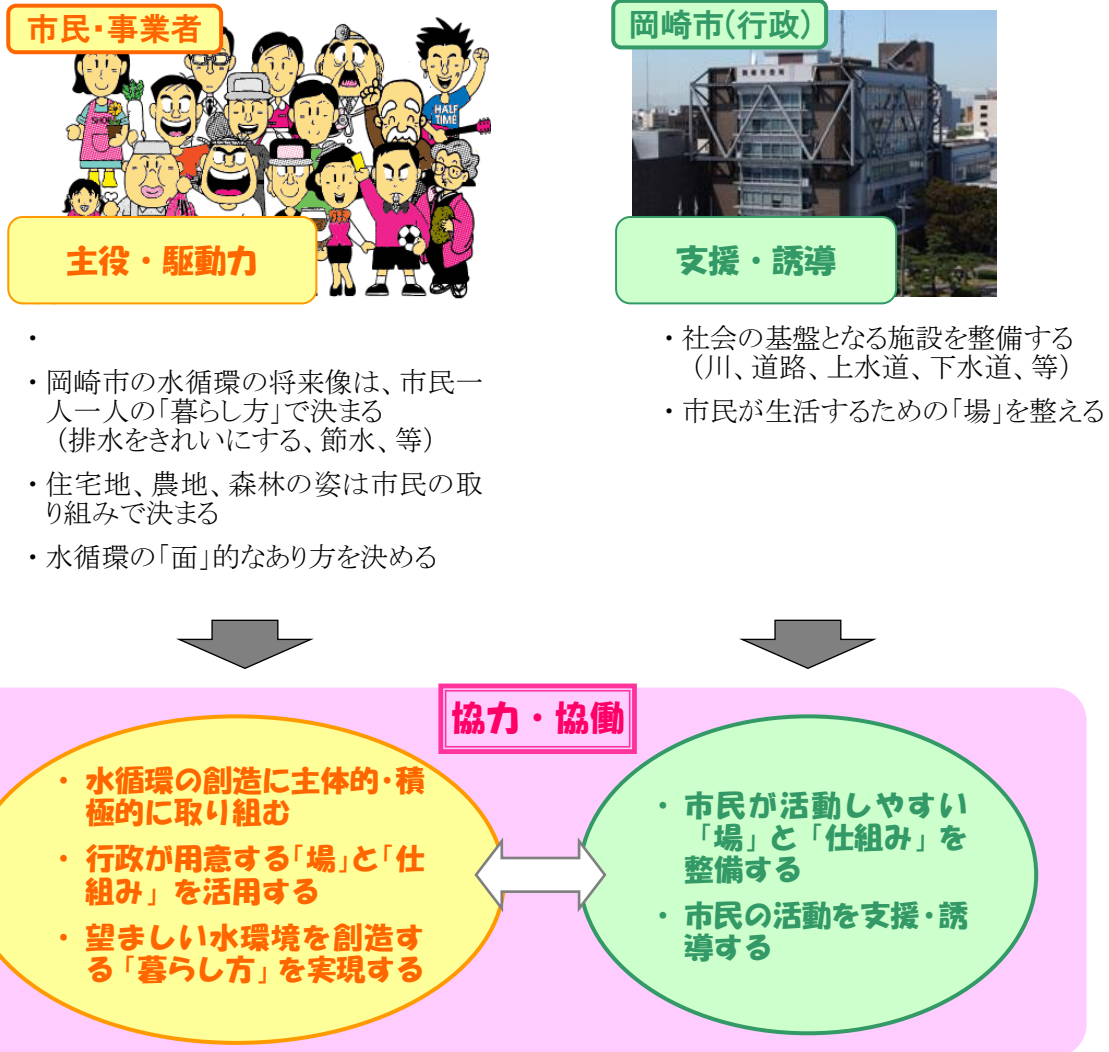 市民・事業者
SHOP
HALF
TIME
主役・駆動力
・
・岡崎市の水循環の将来像は、市民一
人一人の「暮らし方」で決まる
（排水をきれいにする、節水、等）
・住宅地、農地、森林の姿は市民の取
り組みで決まる
・水循環の「面」的なあり方を決める
岡崎市(行政)
支援・誘導
・社会の基盤となる施設を整備する
（川、道路、上水道、下水道、等）
・市民が生活するための「場」を整える
協力・協働
・水循環の創造に主体的・積
極的に取り組む
・行政が用意する「場」と「仕
組み」を活用する
・望ましい水環境を創造す
る「暮らし方」を実現する
・市民が活動しやすい
「場」と「仕組み」を
整備する
・市民の活動を支援・誘
導する